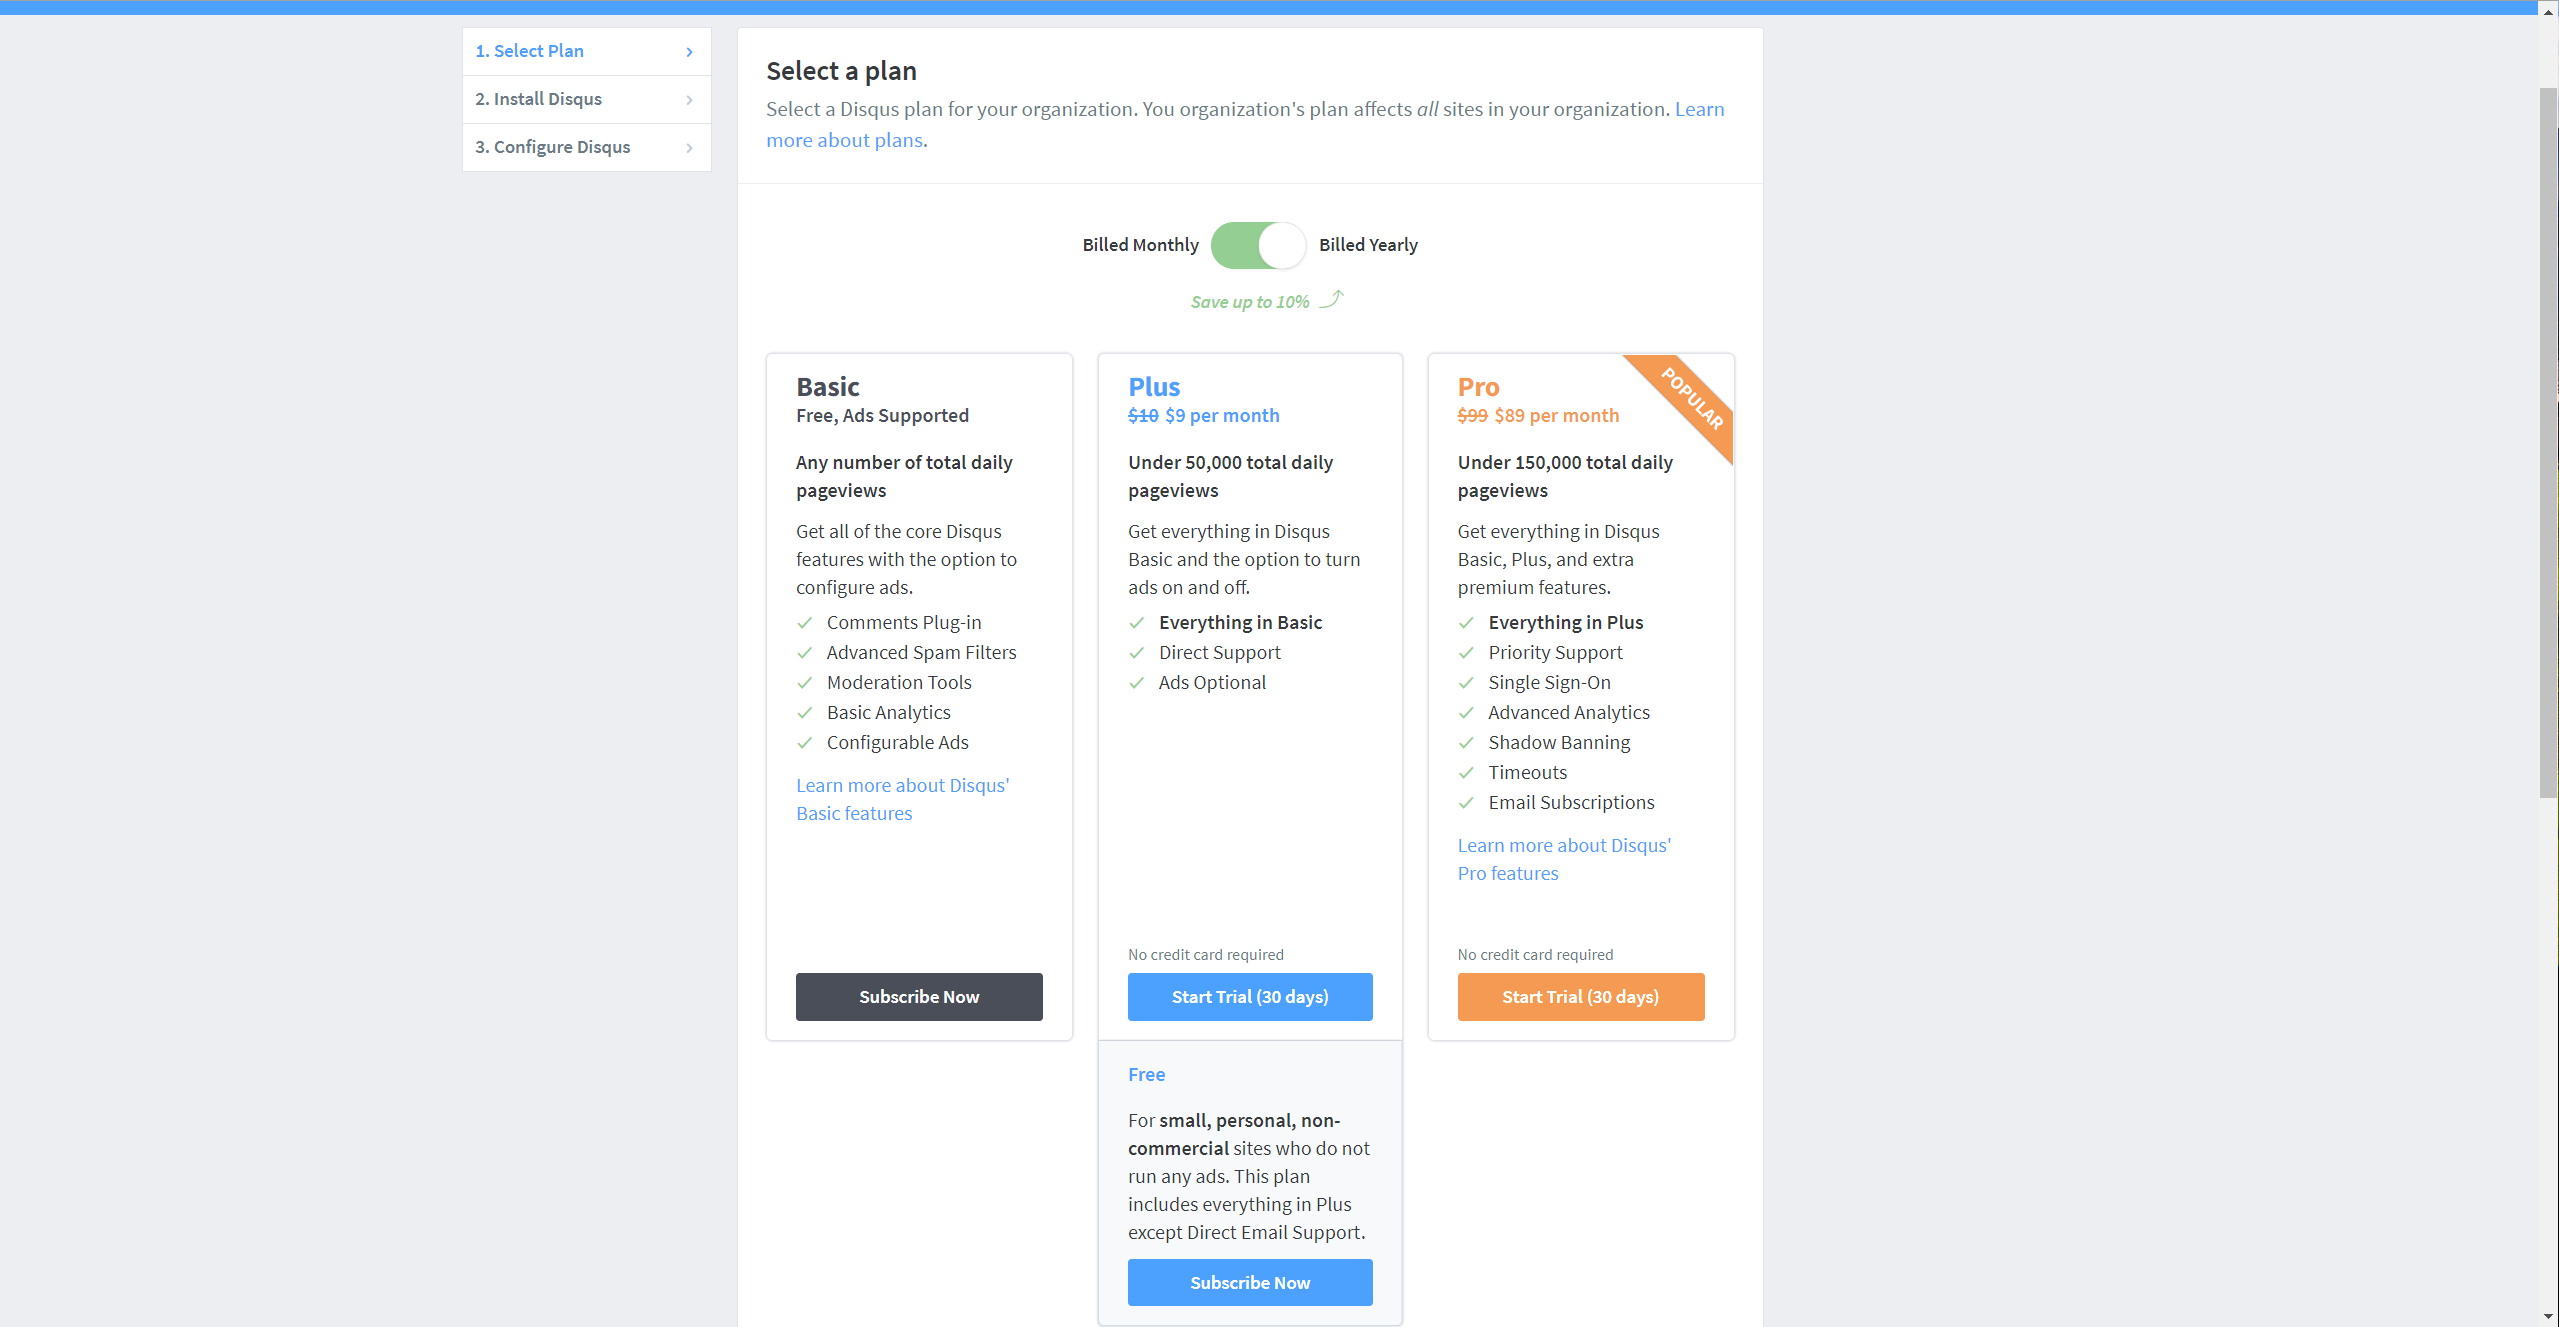 1. Select Plan
2. Install Disqus
3. Configure Disqus
Select a plan
Select a Disqus plan for your organization. You organization's plan affects all sites in your organization. Learn
more about plans.
Billed Monthly
Billed Yearly
Save up to 10%
Basic
Free, Ads Supported
Any number of total daily
pageviews
Get all of the core Disqus
features with the option to
configure ads.
Comments Plug-in
Advanced Spam Filters
Moderation Tools
Basic Analytics
Configurable Ads
Learn more about Disqus'
Basic features
Subscribe Now
Plus
$10 $9 per month
Under 50,000 total daily
pageviews
Get everything in Disqus
Basic and the option to turn
ads on and off.
Everything in Basic
Direct Support
Ads Optional
No credit card required
Start Trial (30 days)
Free
For small, personal, non-
commercial sites who do not
run any ads. This plan
includes everything in Plus
except Direct Email Support.
Subscribe Now
POPULAR
Pro
$99 $89 per month
Under 150,000 total daily
pageviews
Get everything in Disqus
Basic, Plus, and extra
premium features.
Everything in Plus
Priority Support
Single Sign-On
Advanced Analytics
Shadow Banning
Timeouts
Email Subscriptions
Learn more about Disqus'
Pro features
No credit card required
Start Trial (30 days)